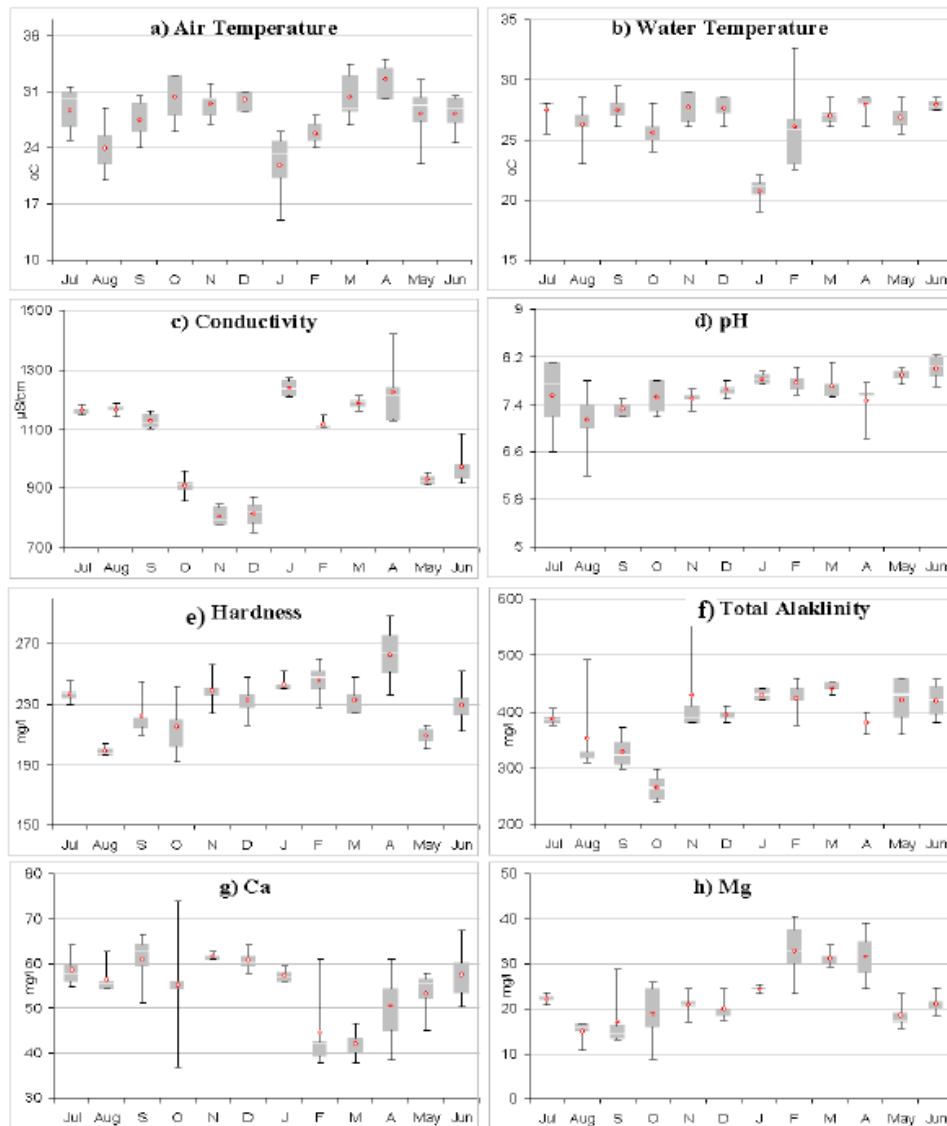 a) Air Temperature
38
31
24
17
10
°C
Jul Aug S O N D J F M A May Jun
b) Water Temperature
35
30
25
20
15
°C
Jul Aug S O N D J F M A May Jun
c) Conductivity
1500
1300
1100
900
700
µS/cm
Jul Aug S O N D J F M A May Jun
d) pH
9
8.2
7.4
6.6
5.8
5
Jul Aug S O N D J F M A May Jun
e) Hardness
270
230
190
150
mg/l
Jul Aug S O N D J F M A May Jun
f) Total Alaklinity
600
500
400
300
200
mg/l
Jul Aug S O N D J F M A May Jun
g) Ca
80
70
60
50
40
30
mg/l
Jul Aug S O N D J F M A May Jun
h) Mg
50
40
30
20
10
0
mg/l
Jul Aug S O N D J F M A May Jun